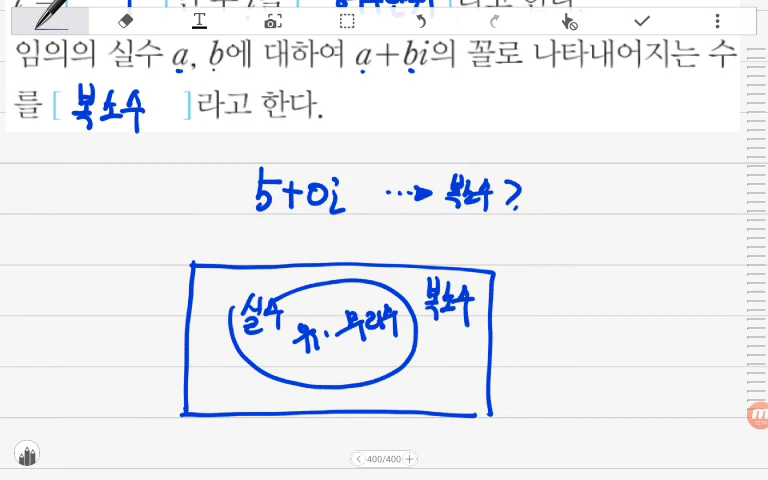 임의의 실수 a, b에 대하여 a+bi의 꼴로 나타내어지는 수
를 [ 복소수 ]라고 한다.
5+0i ...→ 복소수?
실수 복소수
유리 · 무리수
400/400